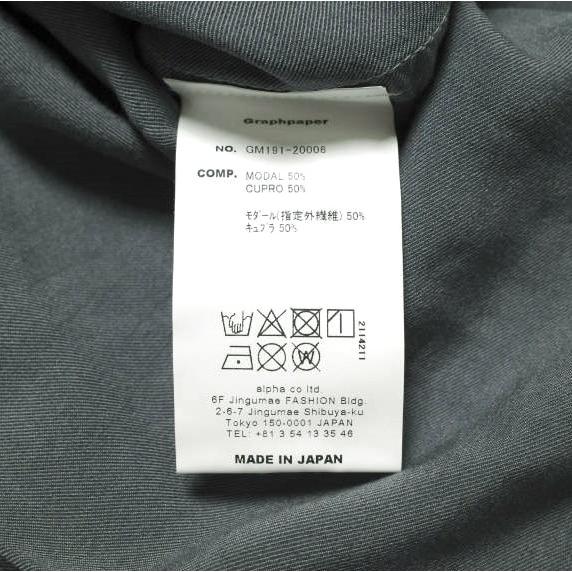 Graphpaper
NO. GM191-20006
COMP. MODAL 50%
CUPRO 50%
モダール(指定外繊維) 50%
キュプラ 50%
2114211
alpha co ltd.
6F Jingumae FASHION Bldg.
2-6-7 Jingumae Shibuya-ku
Tokyo 150-0001 JAPAN
TEL: +81 3 54 13 35 46
MADE IN JAPAN